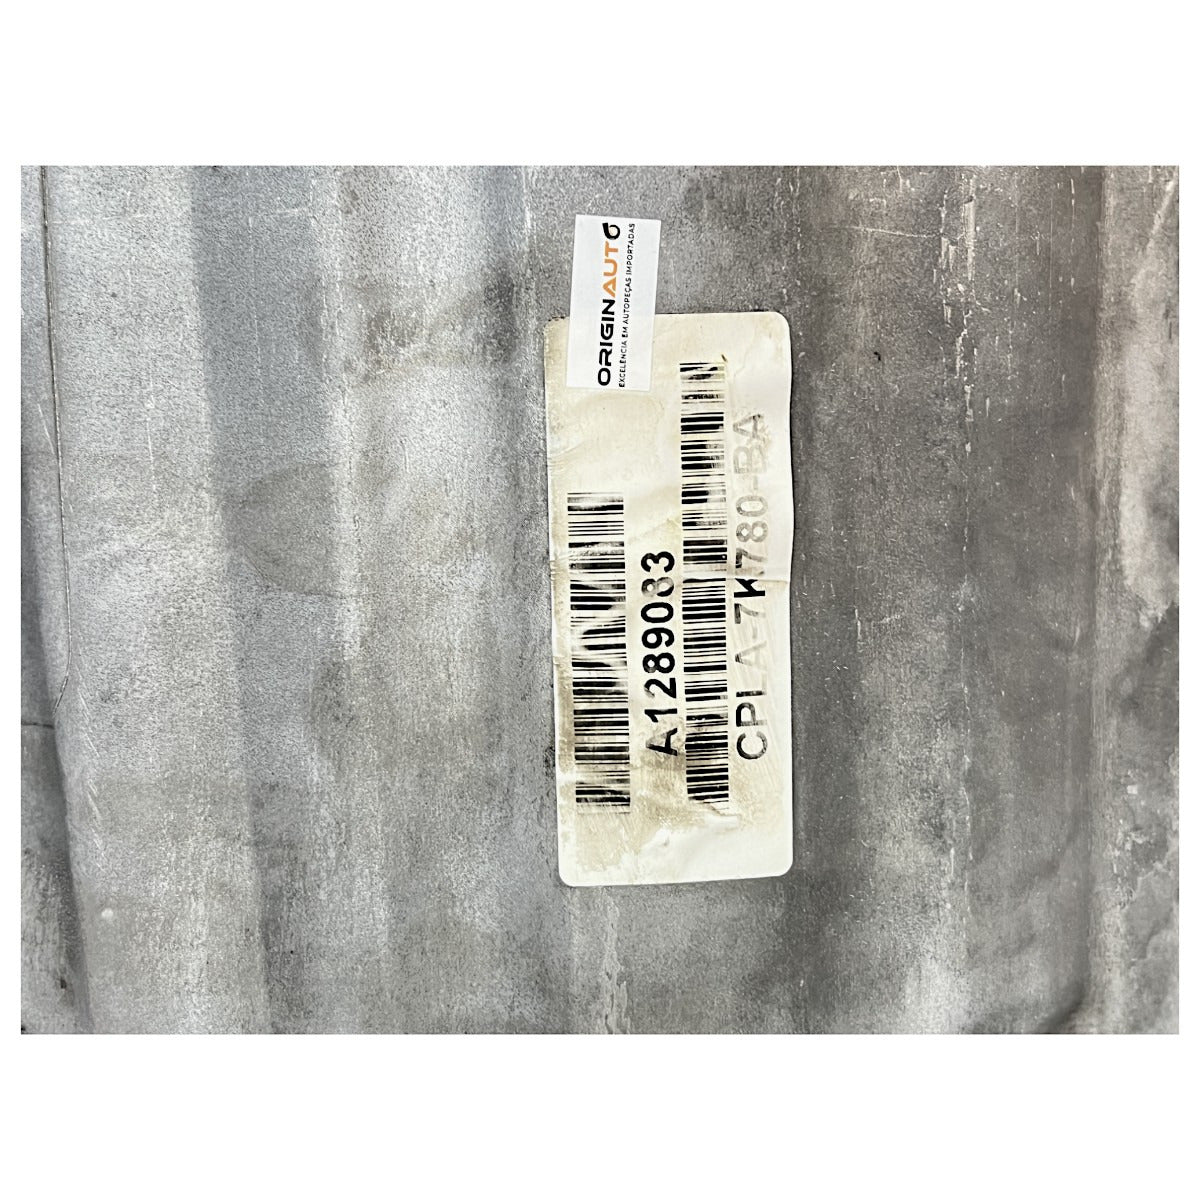 ORIGINAUTO
EXCELÊNCIA EM AUTOPEÇAS IMPORTADAS
A1289083
CPLA-7K780-BA